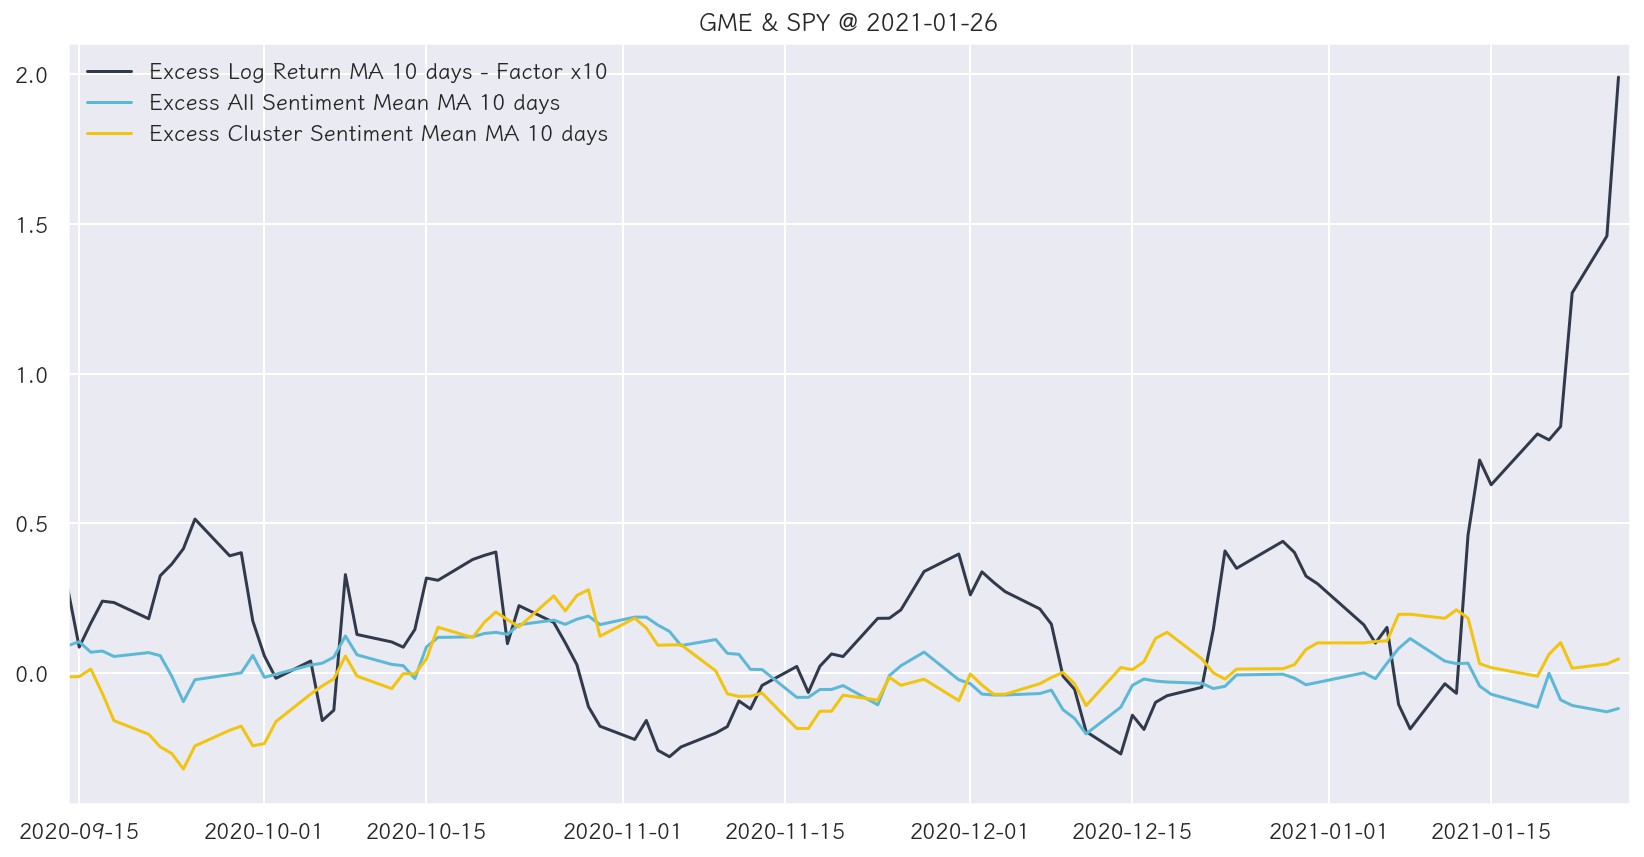 GME & SPY @ 2021-01-26
Excess Log Return MA 10 days - Factor x10
Excess All Sentiment Mean MA 10 days
Excess Cluster Sentiment Mean MA 10 days
2.0
1.5
1.0
0.5
0.0
2020-09-15 2020-10-01 2020-10-15 2020-11-01 2020-11-15 2020-12-01 2020-12-15 2021-01-01 2021-01-15